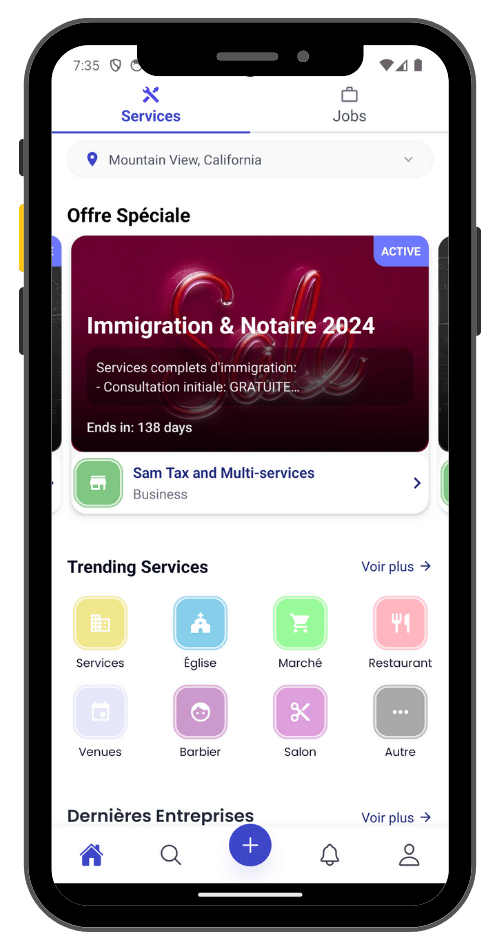 7:35
Services
Jobs
Mountain View, California
Offre Spéciale
ACTIVE
Sale
Immigration & Notaire 2024
Services complets d'immigration:
- Consultation initiale: GRATUITE...
Ends in: 138 days
Sam Tax and Multi-services
Business
Trending Services
Voir plus →
Services
Église
Marché
Restaurant
Venues
Barbier
Salon
Autre
Dernières Entreprises
Voir plus →